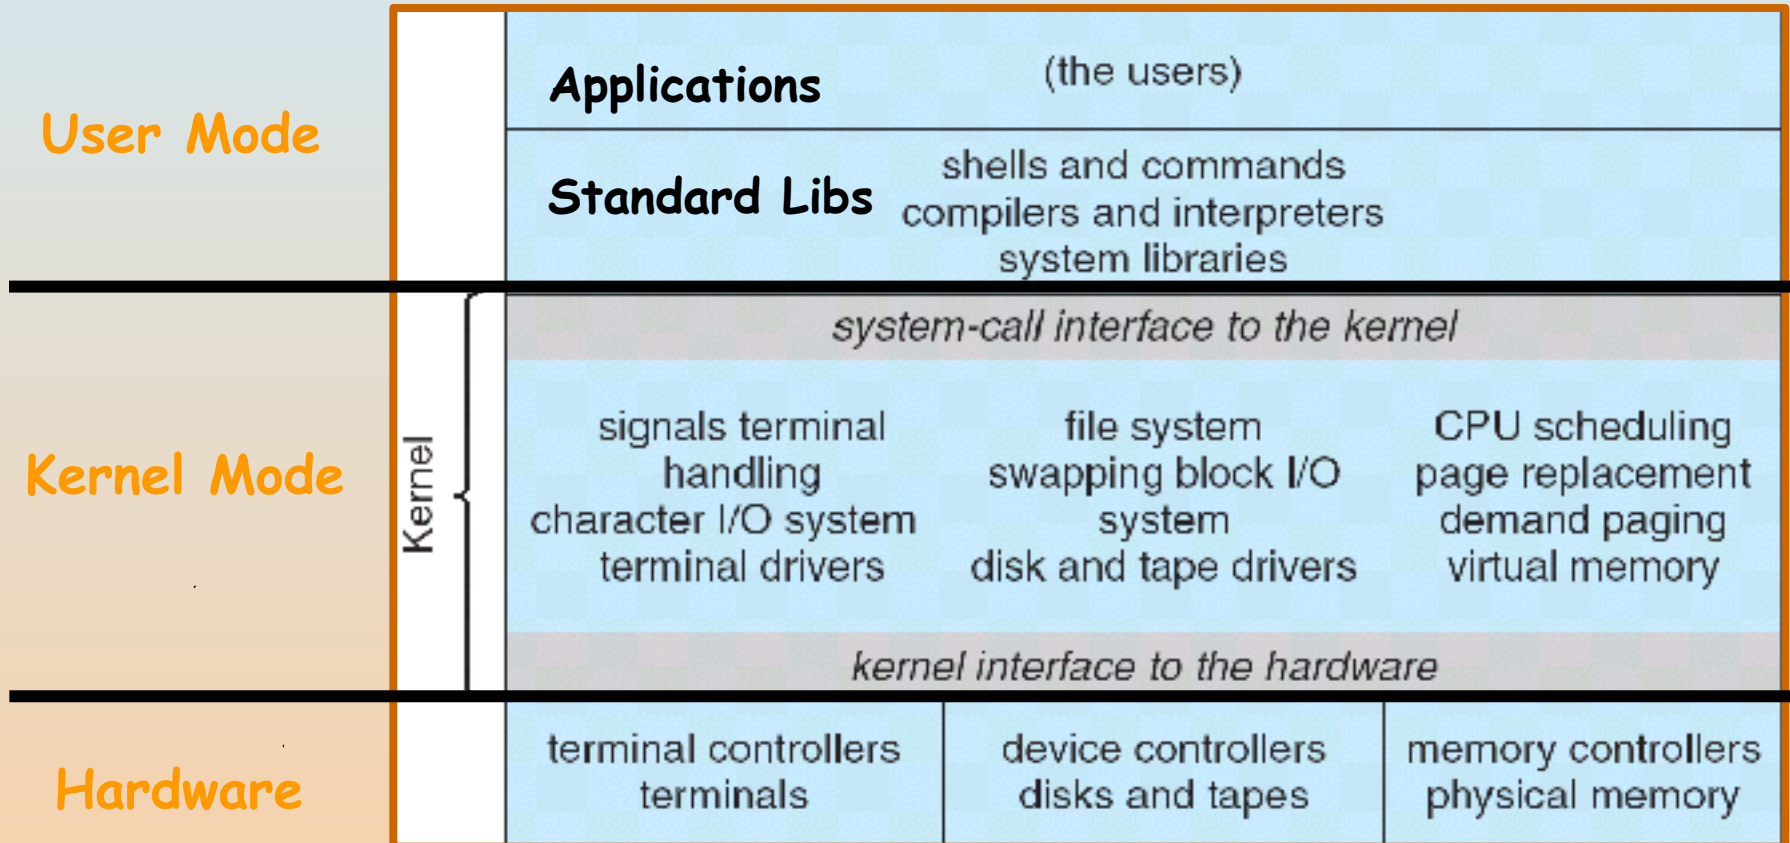 User Mode
Applications
(the users)
Standard Libs
shells and commands
compilers and interpreters
system libraries
Kernel Mode
Kernel
system-call interface to the kernel
signals terminal
handling
character I/O system
terminal drivers
file system
swapping block I/O
system
disk and tape drivers
CPU scheduling
page replacement
demand paging
virtual memory
kernel interface to the hardware
Hardware
terminal controllers
terminals
device controllers
disks and tapes
memory controllers
physical memory